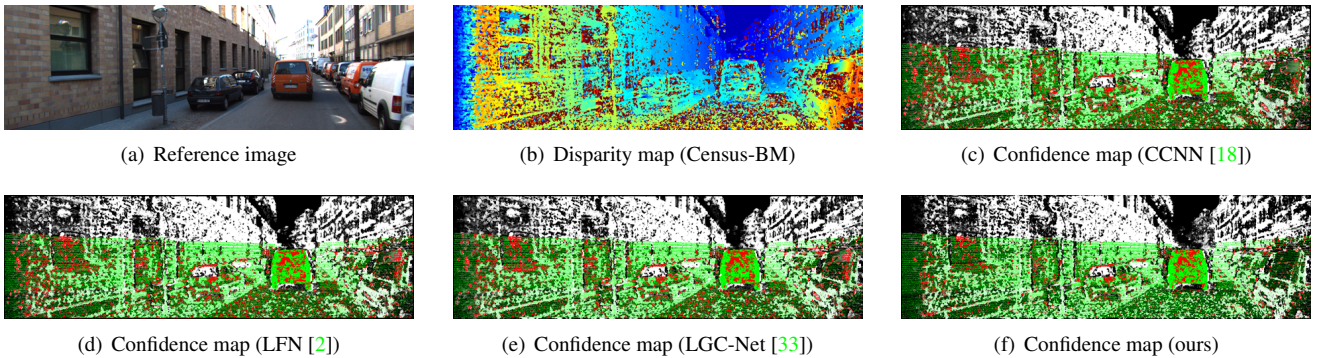 (a) Reference image
(b) Disparity map (Census-BM)
(c) Confidence map (CCNN [18])
(d) Confidence map (LFN [2])
(e) Confidence map (LGC-Net [33])
(f) Confidence map (ours)